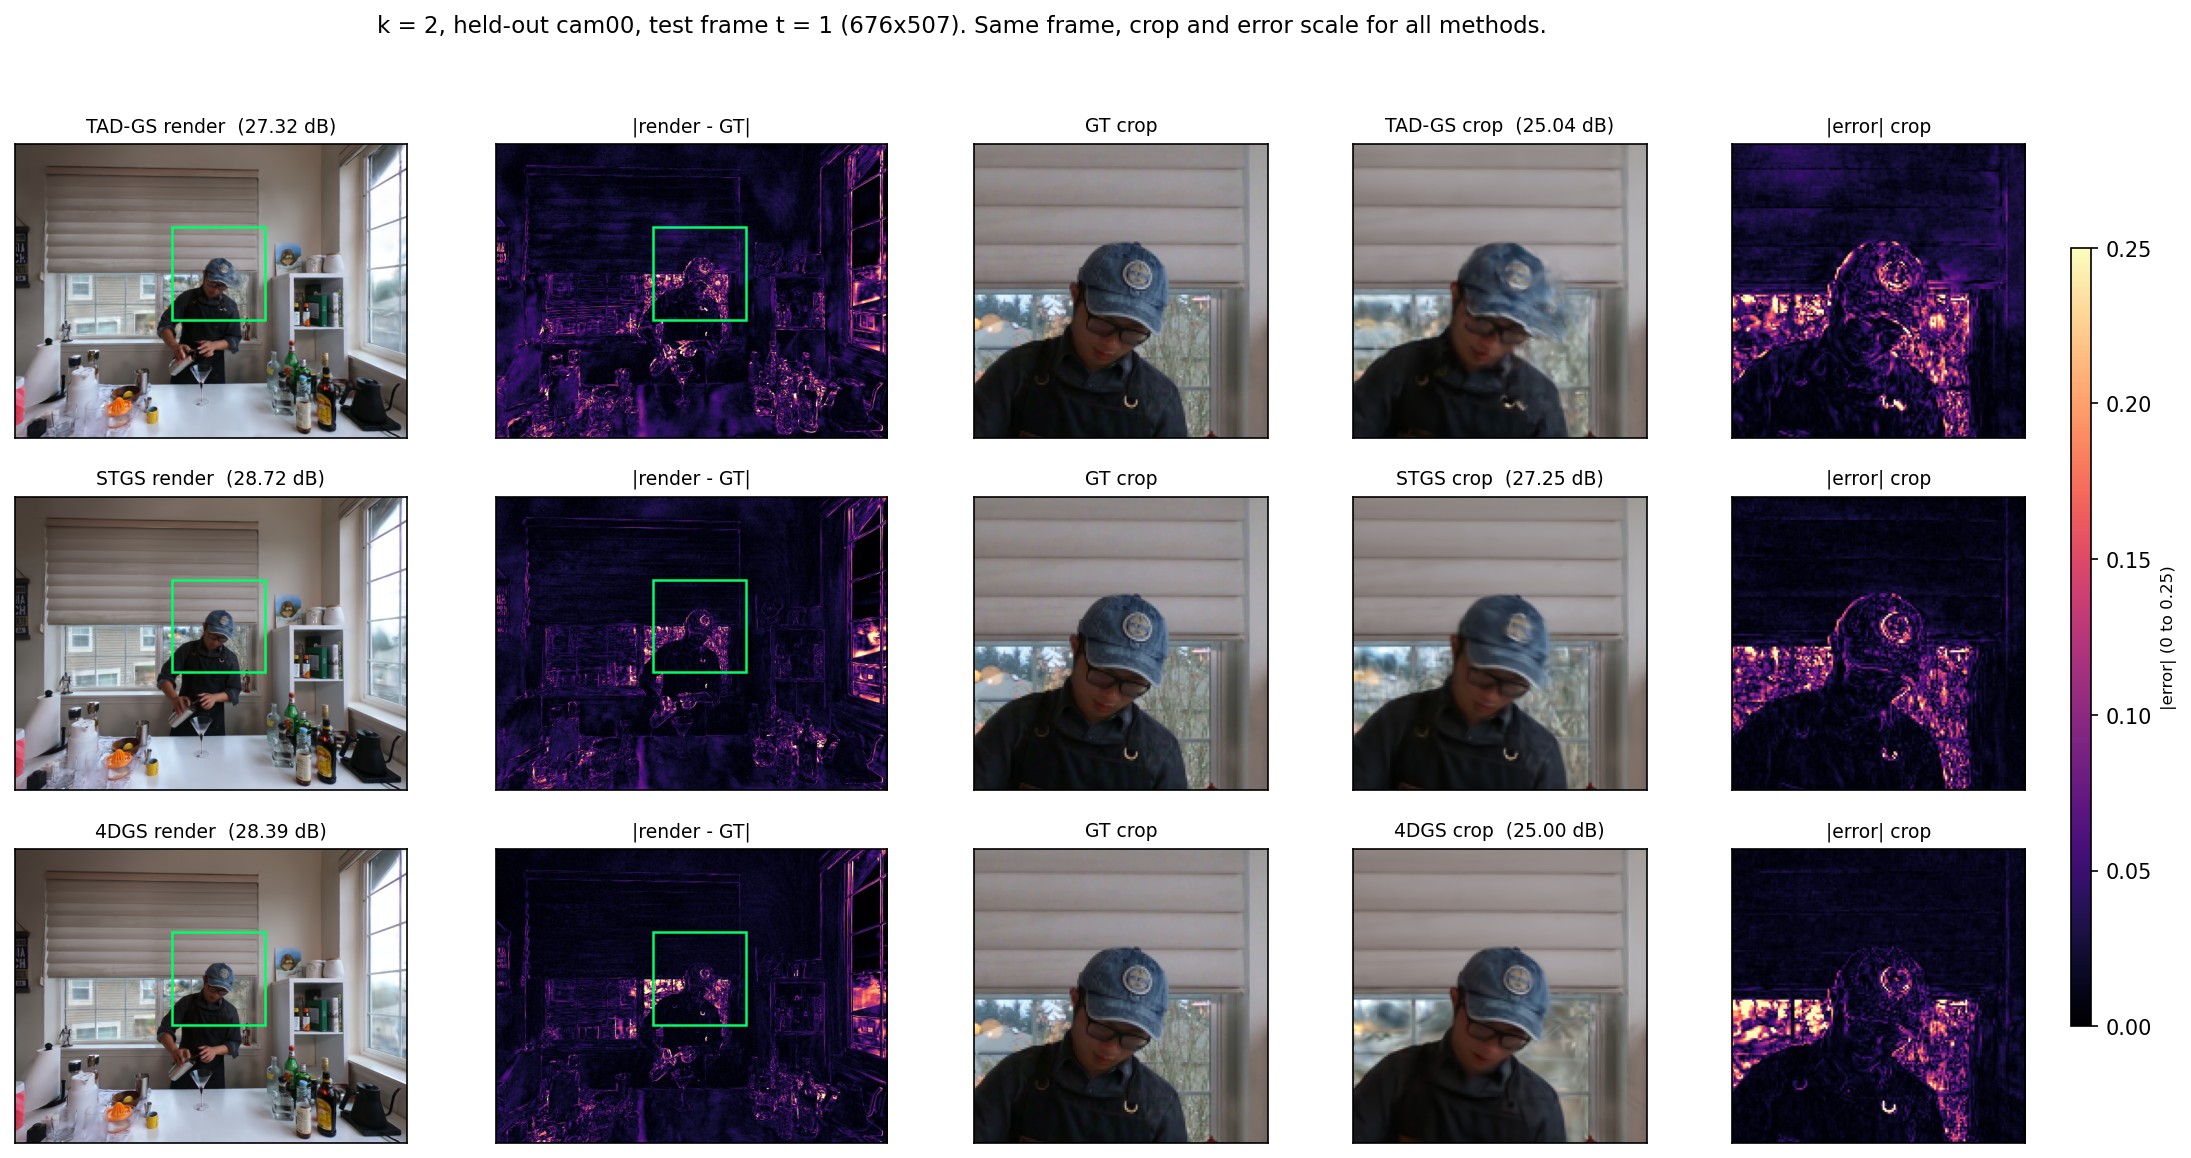 k = 2, held-out cam00, test frame t = 1 (676x507). Same frame, crop and error scale for all methods.
TAD-GS render (27.32 dB)
|render - GT|
GT crop
TAD-GS crop (25.04 dB)
|error| crop
STGS render (28.72 dB)
|render - GT|
GT crop
STGS crop (27.25 dB)
|error| crop
4DGS render (28.39 dB)
|render - GT|
GT crop
4DGS crop (25.00 dB)
|error| crop
0.25
0.20
0.15
0.10
0.05
0.00
|error| (0 to 0.25)